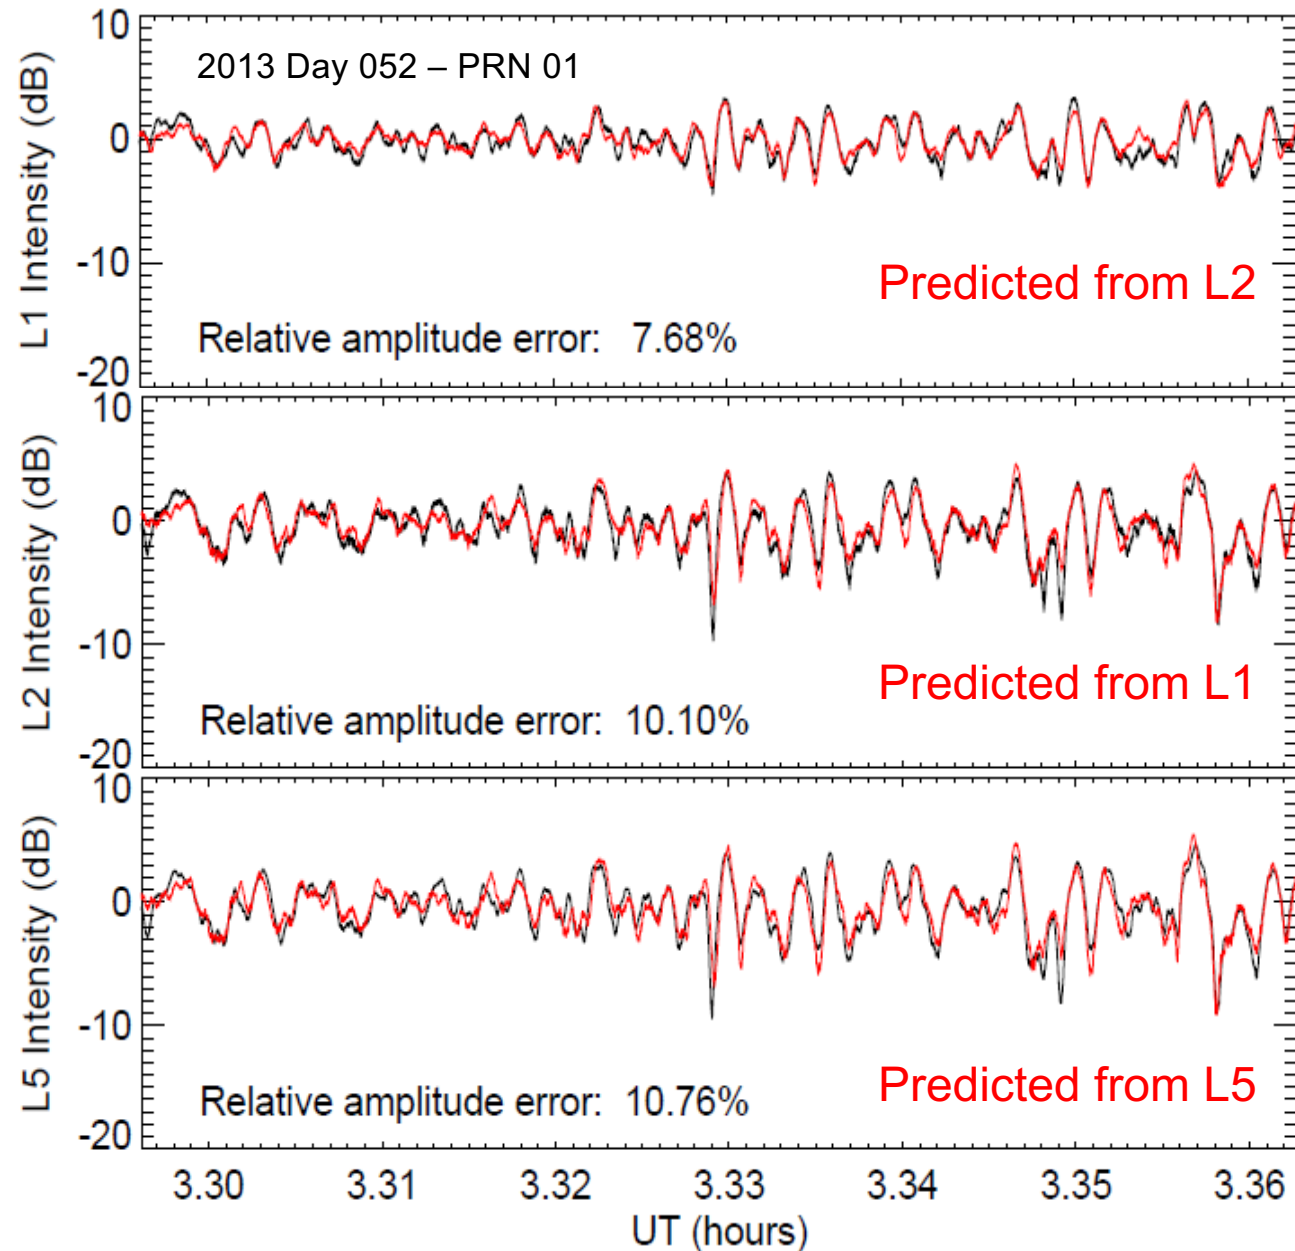 10
2013 Day 052 – PRN 01
0
-10
Predicted from L2
Relative amplitude error: 7.68%
-20
L1 Intensity (dB)
10
0
-10
Predicted from L1
Relative amplitude error: 10.10%
-20
L2 Intensity (dB)
10
0
-10
Predicted from L5
Relative amplitude error: 10.76%
-20
L5 Intensity (dB)
3.30 3.31 3.32 3.33 3.34 3.35 3.36
UT (hours)